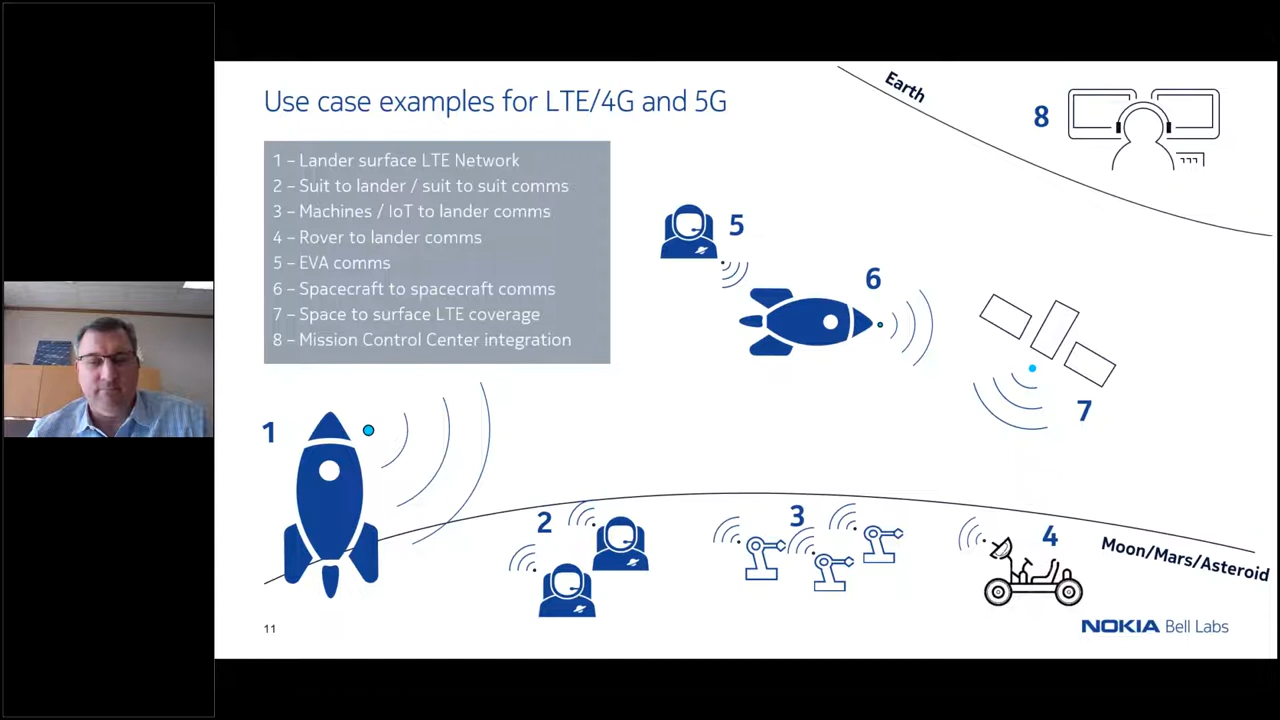 Use case examples for LTE/4G and 5G
1 – Lander surface LTE Network
2 – Suit to lander / suit to suit comms
3 – Machines / IoT to lander comms
4 – Rover to lander comms
5 – EVA comms
6 – Spacecraft to spacecraft comms
7 – Space to surface LTE coverage
8 – Mission Control Center integration
Earth
8
5
6
7
1
2
3
4
Moon/Mars/Asteroid
11
NOKIA Bell Labs